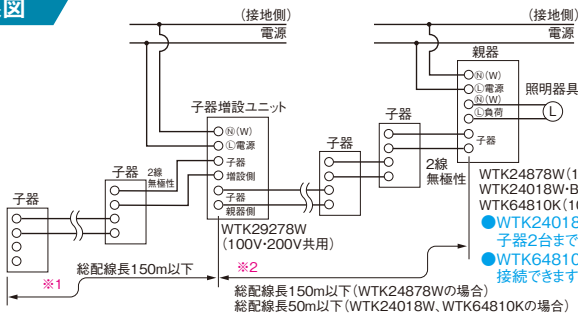 図
(接地側)
電源
(接地側)
電源
親器
Ⓝ(W)
Ⓛ電源
Ⓝ(W)
Ⓛ負荷
子器
照明器具
Ⓛ
子器増設ユニット
Ⓝ(W)
Ⓛ電源
子器
増設側
子器
親器側
子器
子器
子器
2線
無極性
子器
2線
無極性
WTK29278W
(100V・200V共用)
WTK24878W(1
WTK24018W・B
WTK64810K(10
●WTK24018
子器2台まで
●WTK64810
接続できます
※1
総配線長150m以下
※2
総配線長150m以下(WTK24878Wの場合)
総配線長50m以下(WTK24018W、WTK64810Kの場合)